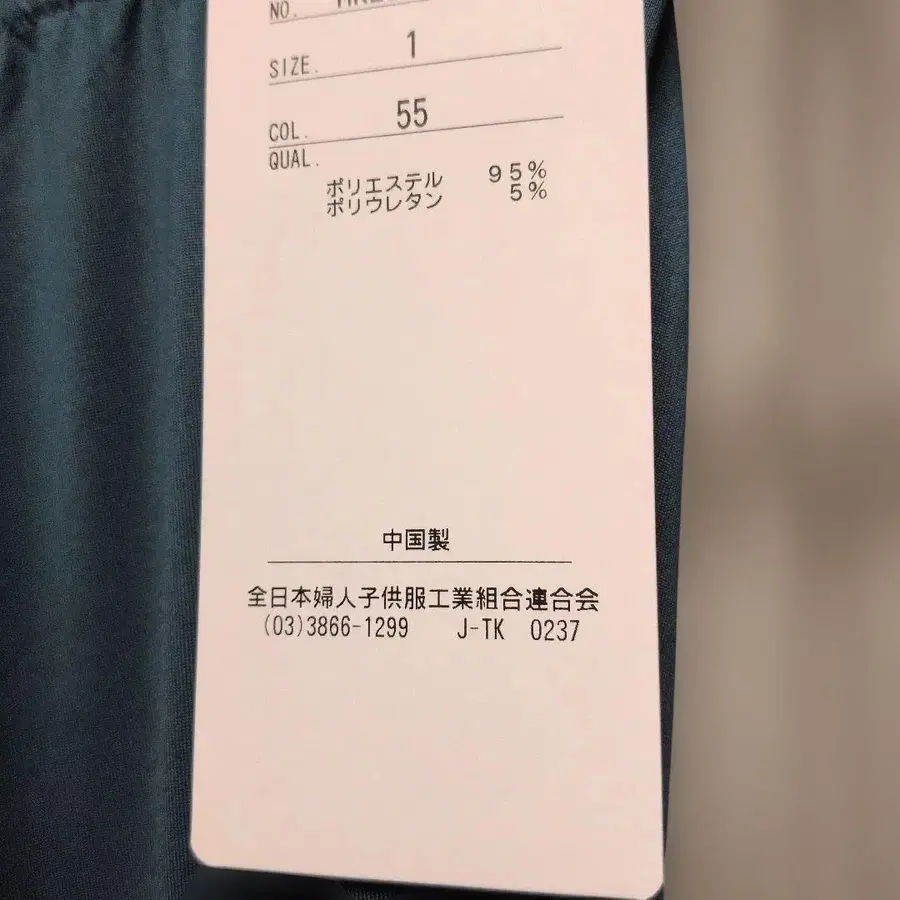 NO.
SIZE. 1
COL. 55
QUAL.
ポリエステル 95%
ポリウレタン 5%
中国製
全日本婦人子供服工業組合連合会
(03)3866-1299 J-TK 0237